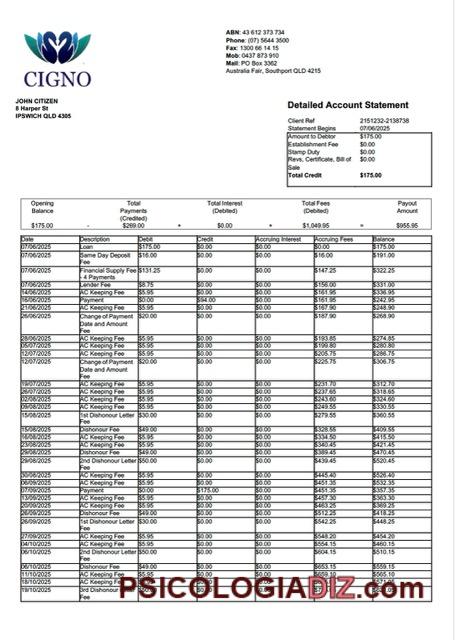 CIGNO
ABN: 43 612 373 734
Phone: (07) 5644 3500
Fax: 1300 66 14 15
Mob: 0437 873 910
Mail: PO Box 3362
Australia Fair, Southport QLD 4215
JOHN CITIZEN
8 Harper St
IPSWICH QLD 4305
Detailed Account Statement
Client Ref 2151232-2138738
Statement Begins 07/06/2025
Amount to Debtor $175.00
Establishment Fee $0.00
Stamp Duty $0.00
Revs, Certificate, Bill of $0.00
Sale
Total Credit $175.00
Opening Total Total Interest Total Fees Payout
Balance Payments (Debited) (Debited) Amount
(Credited)
$175.00 - $269.00 + $0.00 + $1,049.95 = $955.95
Date Description Debit Credit Accruing Interest Accruing Fees Balance
07/06/2025 Loan $175.00 $0.00 $0.00 $0.00 $175.00
07/06/2025 Same Day Deposit $16.00 $0.00 $0.00 $16.00 $191.00
Fee
07/06/2025 Financial Supply Fee $131.25 $0.00 $0.00 $147.25 $322.25
- 4 Payments
07/06/2025 Lender Fee $8.75 $0.00 $0.00 $156.00 $331.00
14/06/2025 AC Keeping Fee $5.95 $0.00 $0.00 $161.95 $336.95
16/06/2025 Payment $0.00 $94.00 $0.00 $161.95 $242.95
21/06/2025 AC Keeping Fee $5.95 $0.00 $0.00 $167.90 $248.90
26/06/2025 Change of Payment $20.00 $0.00 $0.00 $187.90 $268.90
Date and Amount
Fee
28/06/2025 AC Keeping Fee $5.95 $0.00 $0.00 $193.85 $274.85
05/07/2025 AC Keeping Fee $5.95 $0.00 $0.00 $199.80 $280.80
12/07/2025 AC Keeping Fee $5.95 $0.00 $0.00 $205.75 $286.75
12/07/2025 Change of Payment $20.00 $0.00 $0.00 $225.75 $306.75
Date and Amount
Fee
19/07/2025 AC Keeping Fee $5.95 $0.00 $0.00 $231.70 $312.70
26/07/2025 AC Keeping Fee $5.95 $0.00 $0.00 $237.65 $318.65
02/08/2025 AC Keeping Fee $5.95 $0.00 $0.00 $243.60 $324.60
09/08/2025 AC Keeping Fee $5.95 $0.00 $0.00 $249.55 $330.55
15/08/2025 1st Dishonour Letter $30.00 $0.00 $0.00 $279.55 $360.55
Fee
15/08/2025 Dishonour Fee $49.00 $0.00 $0.00 $328.55 $409.55
16/08/2025 AC Keeping Fee $5.95 $0.00 $0.00 $334.50 $415.50
23/08/2025 AC Keeping Fee $5.95 $0.00 $0.00 $340.45 $421.45
29/08/2025 Dishonour Fee $49.00 $0.00 $0.00 $389.45 $470.45
29/08/2025 2nd Dishonour Letter $50.00 $0.00 $0.00 $439.45 $520.45
Fee
30/08/2025 AC Keeping Fee $5.95 $0.00 $0.00 $445.40 $526.40
06/09/2025 AC Keeping Fee $5.95 $0.00 $0.00 $451.35 $532.35
07/09/2025 Payment $0.00 $175.00 $0.00 $451.35 $357.35
13/09/2025 AC Keeping Fee $5.95 $0.00 $0.00 $457.30 $363.30
20/09/2025 AC Keeping Fee $5.95 $0.00 $0.00 $463.25 $369.25
26/09/2025 Dishonour Fee $49.00 $0.00 $0.00 $512.25 $418.25
26/09/2025 1st Dishonour Letter $30.00 $0.00 $0.00 $542.25 $448.25
Fee
27/09/2025 AC Keeping Fee $5.95 $0.00 $0.00 $548.20 $454.20
04/10/2025 AC Keeping Fee $5.95 $0.00 $0.00 $554.15 $460.15
06/10/2025 2nd Dishonour Letter $50.00 $0.00 $0.00 $604.15 $510.15
Fee
06/10/2025 Dishonour Fee $49.00 $0.00 $0.00 $653.15 $559.15
11/10/2025 AC Keeping Fee $5.95 $0.00 $0.00 $659.10 $565.10
18/10/2025 AC Keeping Fee
19/10/2025 3rd Dishonour Letter
Fee
PSICOLOGIADIZ.com